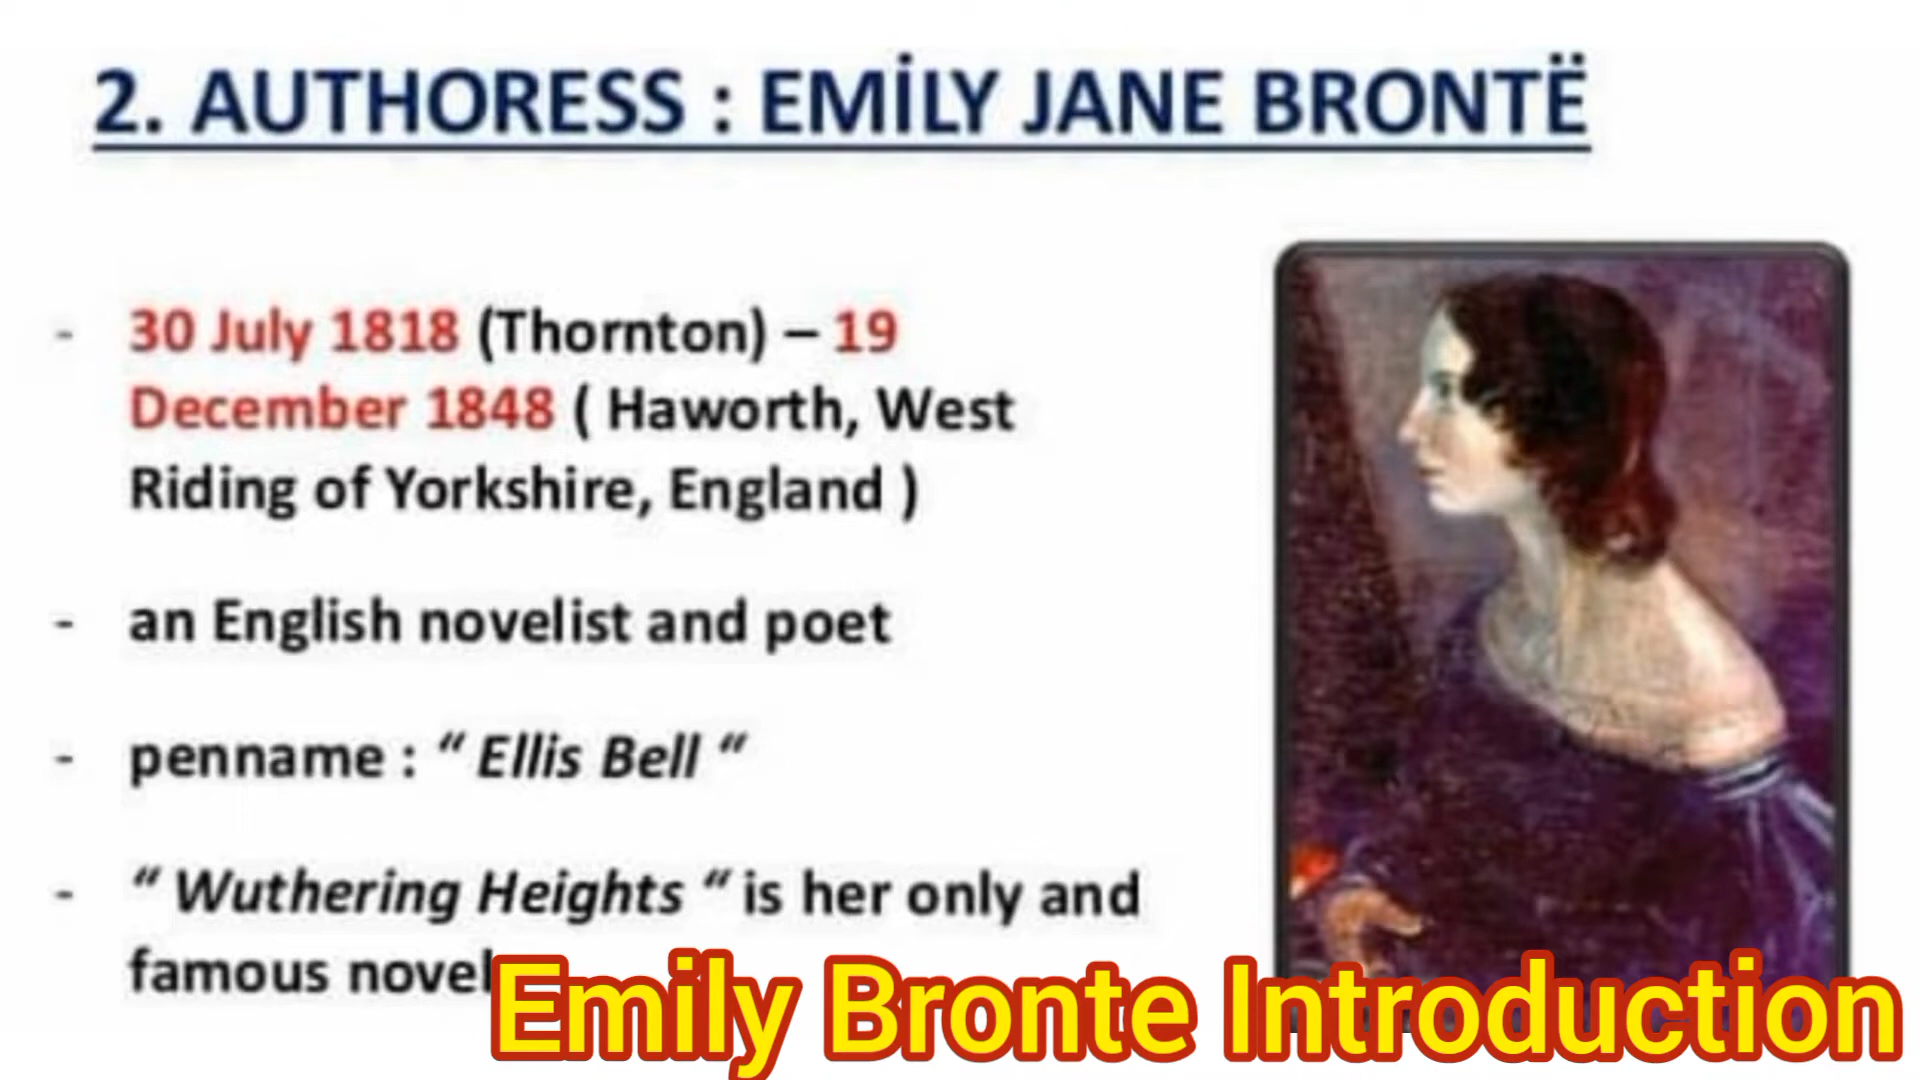 2. AUTHORESS : EMİLY JANE BRONTË
- 30 July 1818 (Thornton) – 19
December 1848 ( Haworth, West
Riding of Yorkshire, England )
- an English novelist and poet
- penname : “ Ellis Bell “
- “ Wuthering Heights “ is her only and
famous novel
Emily Bronte Introduction